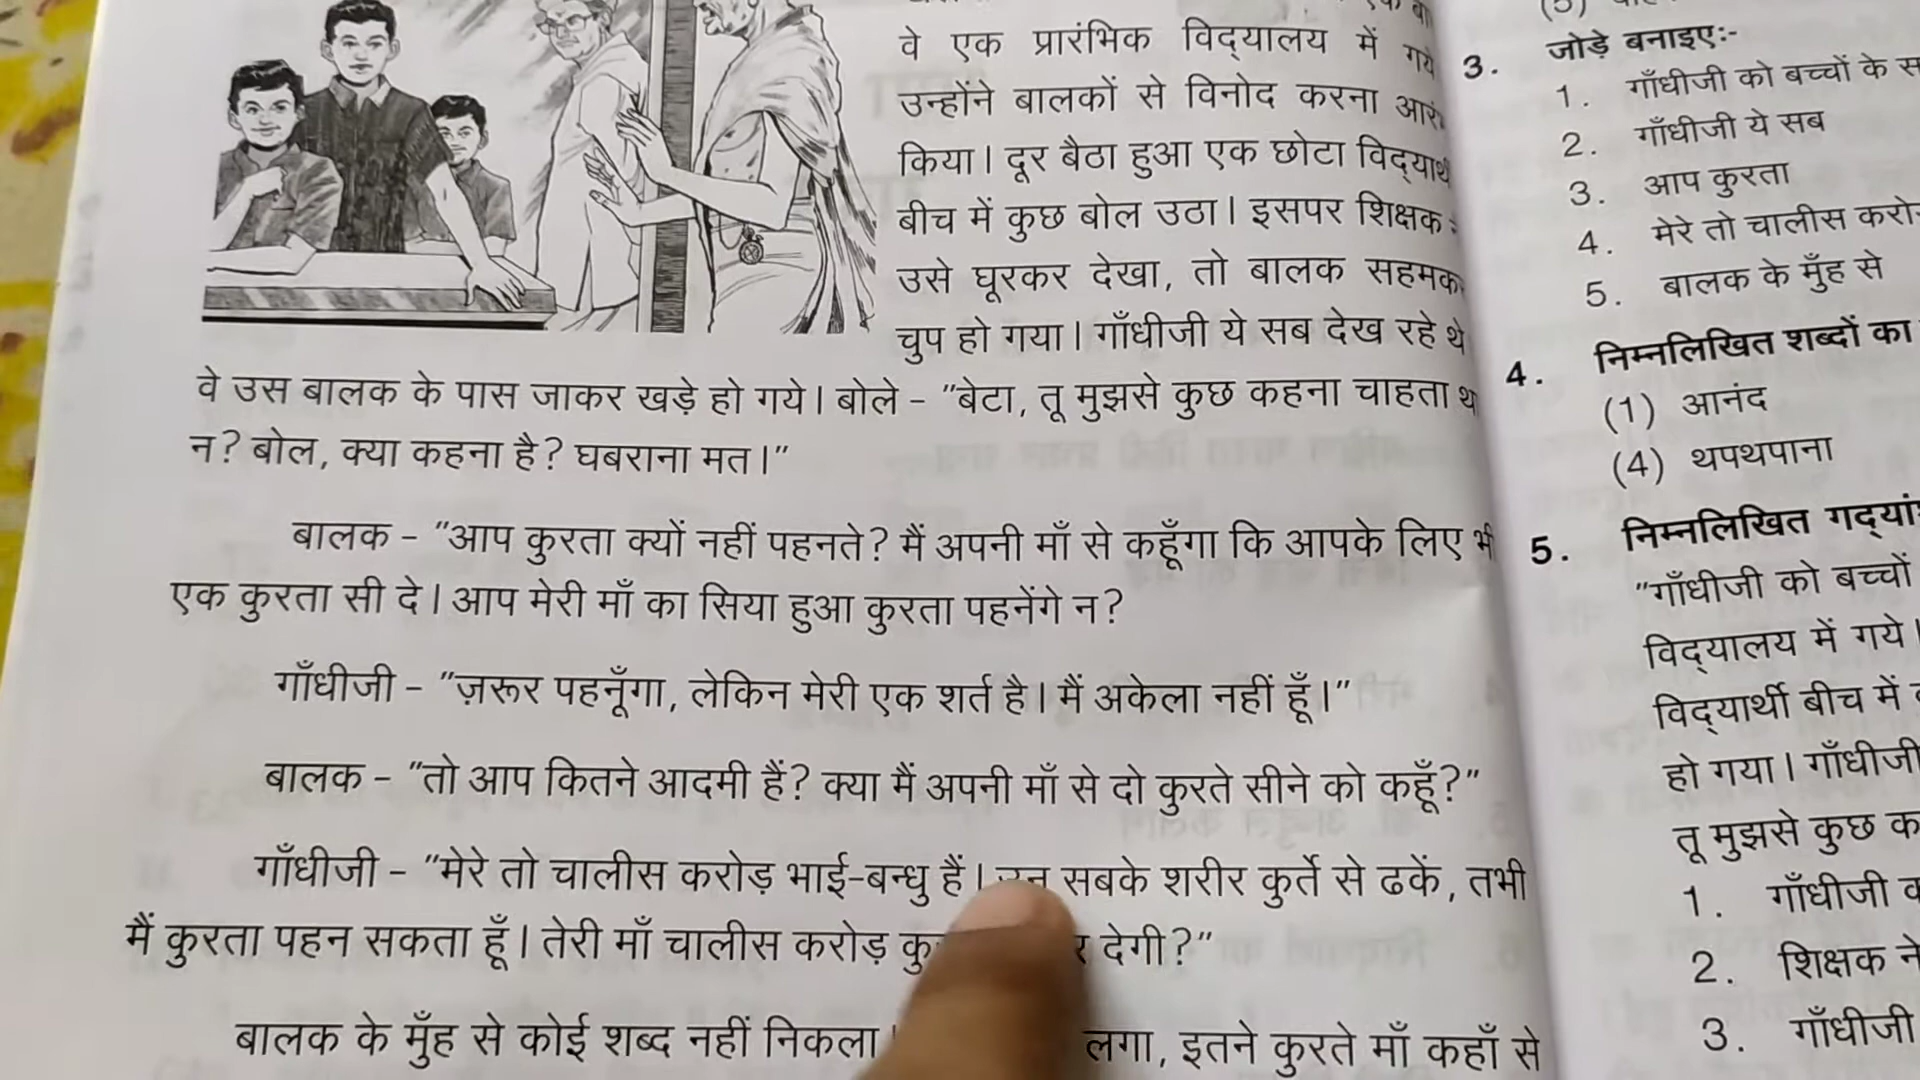 वे एक प्रारंभिक विद्यालय में गये
उन्होंने बालकों से विनोद करना
किया। दूर बैठा हुआ एक छोटा
बीच में कुछ बोल उठा। इसपर शिक्षक
उसे घूरकर देखा, तो बालक
चुप हो गया। गाँधीजी ये सब देख रहे थे
वे उस बालक के पास जाकर खड़े हो गये। बोले - "बेटा, तू मुझसे कुछ कहना चाहता
न? बोल, क्या कहना है? घबराना मत।"
बालक - "आप कुरता क्यों नहीं पहनते? मैं अपनी माँ से कहूँगा कि आपके लिए भी
एक कुरता सी दे। आप मेरी माँ का सिया हुआ कुरता पहनेंगे न?
गाँधीजी - "ज़रूर पहनूँगा, लेकिन मेरी एक शर्त है। मैं अकेला नहीं हूँ।"
बालक - "तो आप कितने आदमी हैं? क्या मैं अपनी माँ से दो कुरते सीने को कहूँ?"
गाँधीजी - "मेरे तो चालीस करोड़ भाई-बन्धु हैं। सबके शरीर कुर्ते से ढकें, तभी
मैं कुरता पहन सकता हूँ। तेरी माँ चालीस करोड़ देगी?"
बालक के मुँह से कोई शब्द नहीं निकला लगा, इतने कुरते माँ कहाँ से
3. जोड़े बनाइए:-
1. गाँधीजी को बच्चों के
2. गाँधीजी ये सब
3. आप कुरता
4. मेरे तो चालीस
5. बालक के मुँह से
4. निम्नलिखित शब्दों का
(1) आनंद
(4) थपथपाना
5. निम्नलिखित
"गाँधीजी को बच्चों
विद्यालय में गये।
विद्यार्थी बीच में
हो गया। गाँधीजी
तू मुझसे कुछ
1. गाँधीजी
2. शिक्षक ने
3. गाँधीजी